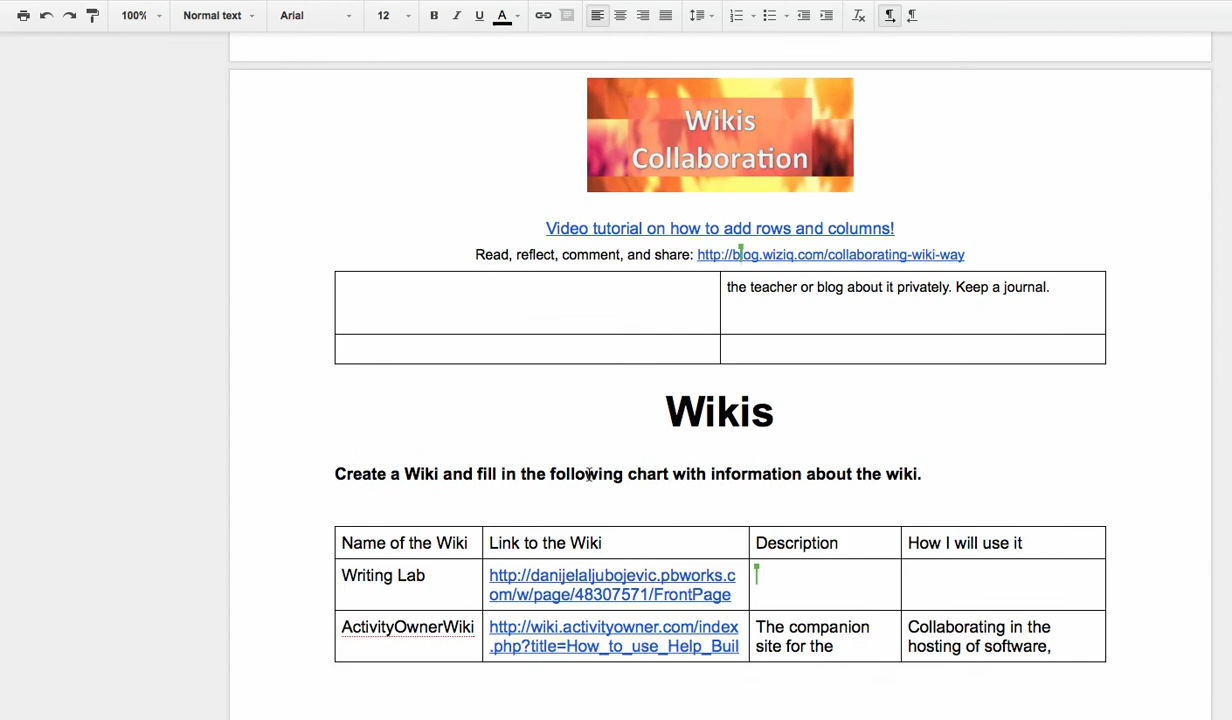 100% Normal text Arial 12 B I U A
Wikis
Collaboration
Video tutorial on how to add rows and columns!
Read, reflect, comment, and share: http://blog.wiziq.com/collaborating-wiki-way
the teacher or blog about it privately. Keep a journal.
Wikis
Create a Wiki and fill in the following chart with information about the wiki.
Name of the Wiki Link to the Wiki Description How I will use it
Writing Lab http://danijelaljubojevic.pbworks.c
om/w/page/48307571/FrontPage
ActivityOwnerWiki http://wiki.activityowner.com/index The companion Collaborating in the
.php?title=How_to_use_Help_Buil site for the hosting of software,